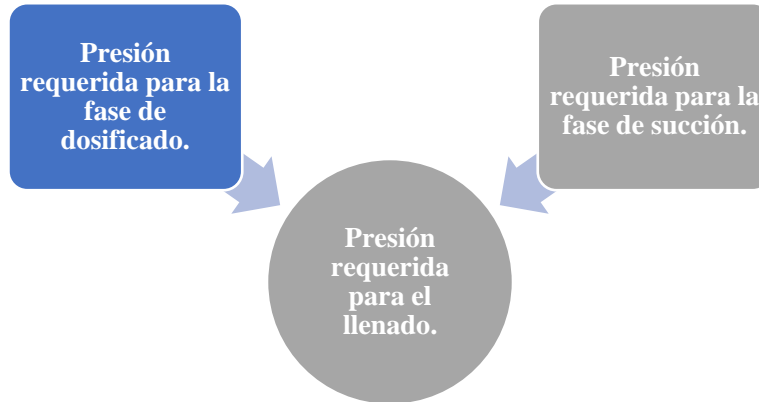 Presión
requerida para la
fase de
dosificado.
Presión
requerida para la
fase de succión.
Presión
requerida
para el
llenado.